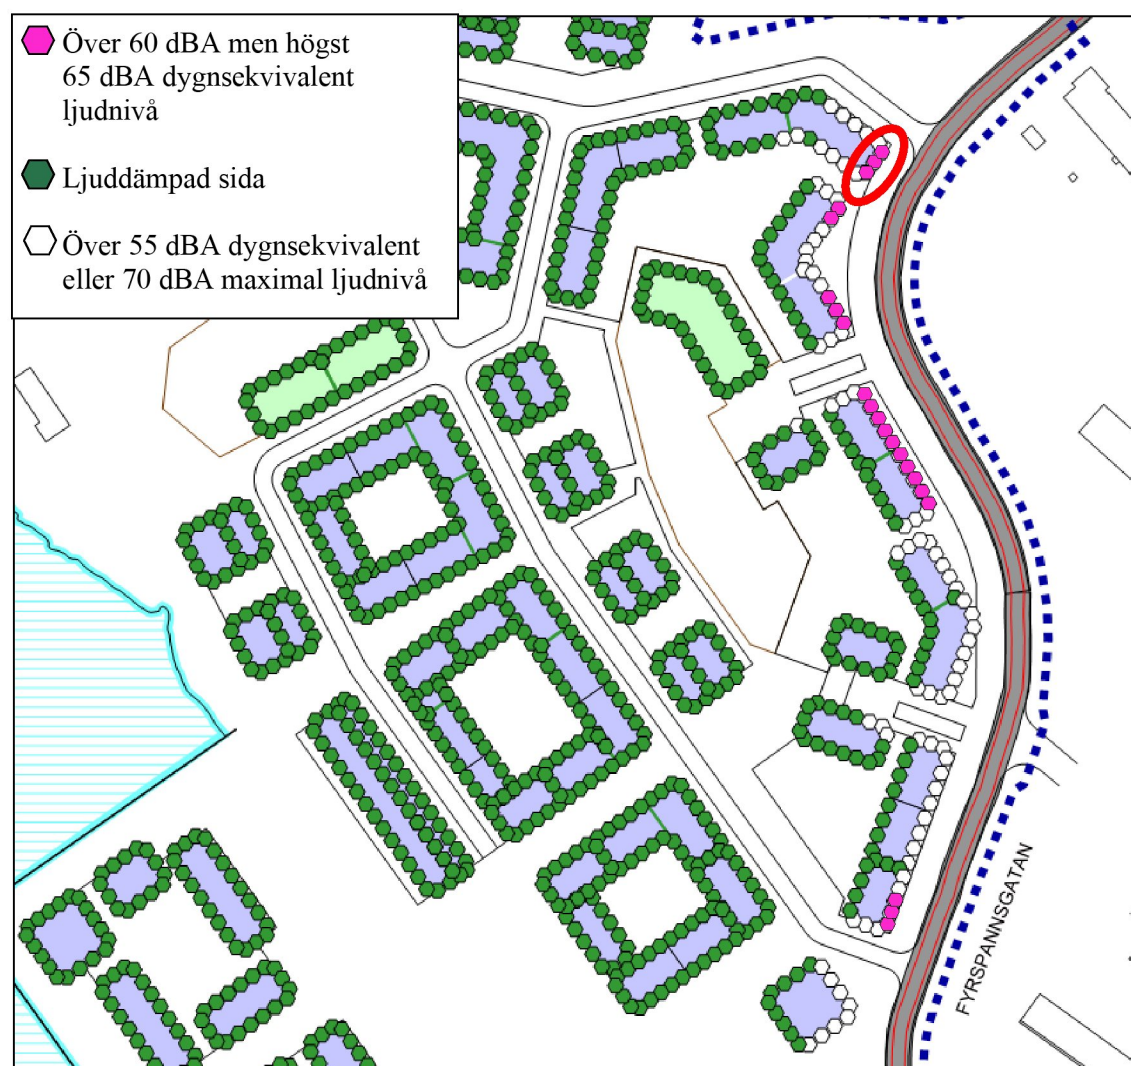 Över 60 dBA men högst
65 dBA dygnsekvivalent
ljudnivå
Ljuddämpad sida
Över 55 dBA dygnsekvivalent
eller 70 dBA maximal ljudnivå
FYRSPANNSGATAN